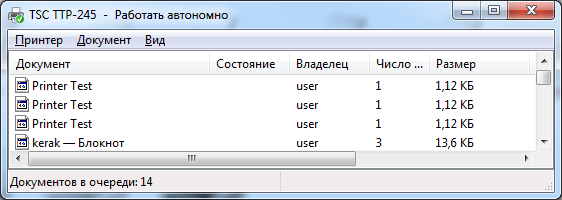 TSC TTP-245 - Работать автономно
Принтер Документ Вид
Документ Состояние Владелец Число ... Размер
Printer Test user 1 1,12 КБ
Printer Test user 1 1,12 КБ
Printer Test user 1 1,12 КБ
kerak — Блокнот user 3 13,6 КБ
Документов в очереди: 14